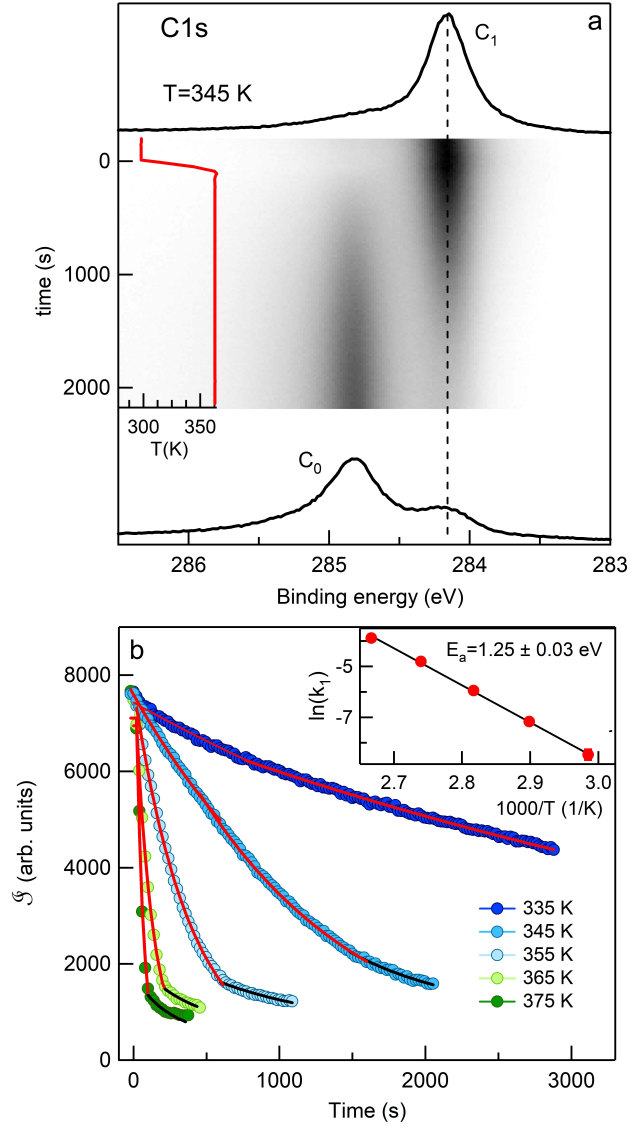 C1s
a
C₁
T=345 K
0
1000
2000
time (s)
300 350
T(K)
C₀
286 285 284 283
Binding energy (eV)
b
8000
6000
4000
2000
0
ℐ (arb. units)
Eₐ=1.25 ± 0.03 eV
-5
-7
ln(k₁)
2.7 2.8 2.9 3.0
1000/T (1/K)
335 K
345 K
355 K
365 K
375 K
0 1000 2000 3000
Time (s)